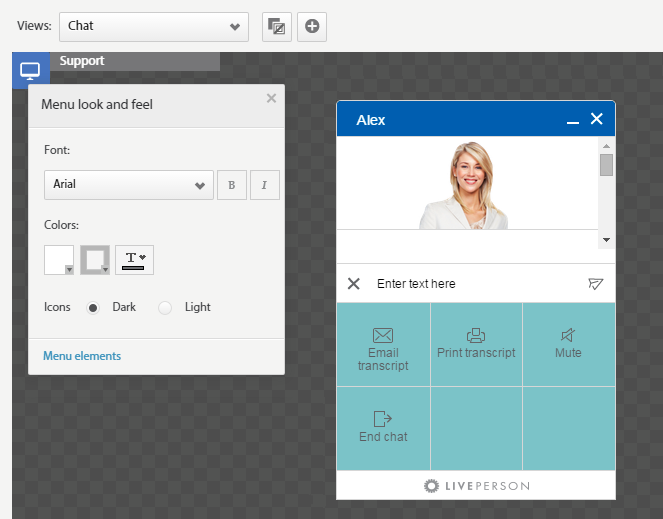 Views:
Chat
Support
Menu look and feel
Font:
Arial
B
I
Colors:
T
Icons
Dark
Light
Menu elements
Alex
Enter text here
Email
transcript
Print transcript
Mute
End chat
LIVEPERSON